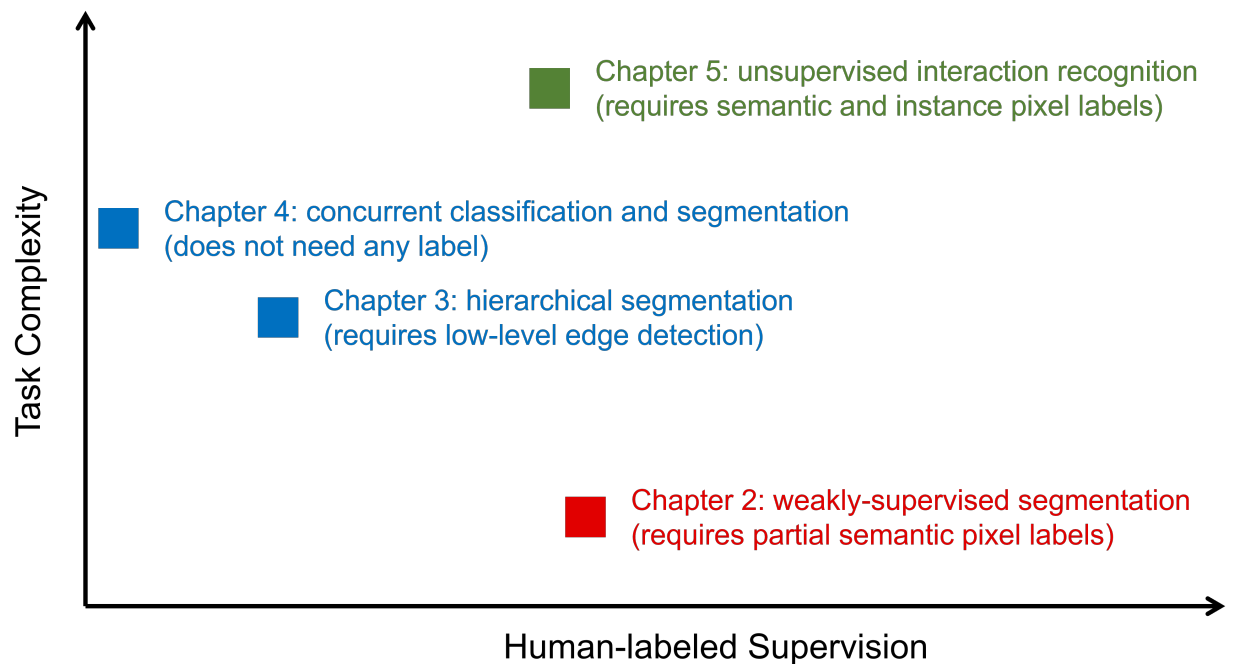 Chapter 5: unsupervised interaction recognition
(requires semantic and instance pixel labels)
Chapter 4: concurrent classification and segmentation
(does not need any label)
Chapter 3: hierarchical segmentation
(requires low-level edge detection)
Task Complexity
Chapter 2: weakly-supervised segmentation
(requires partial semantic pixel labels)
Human-labeled Supervision